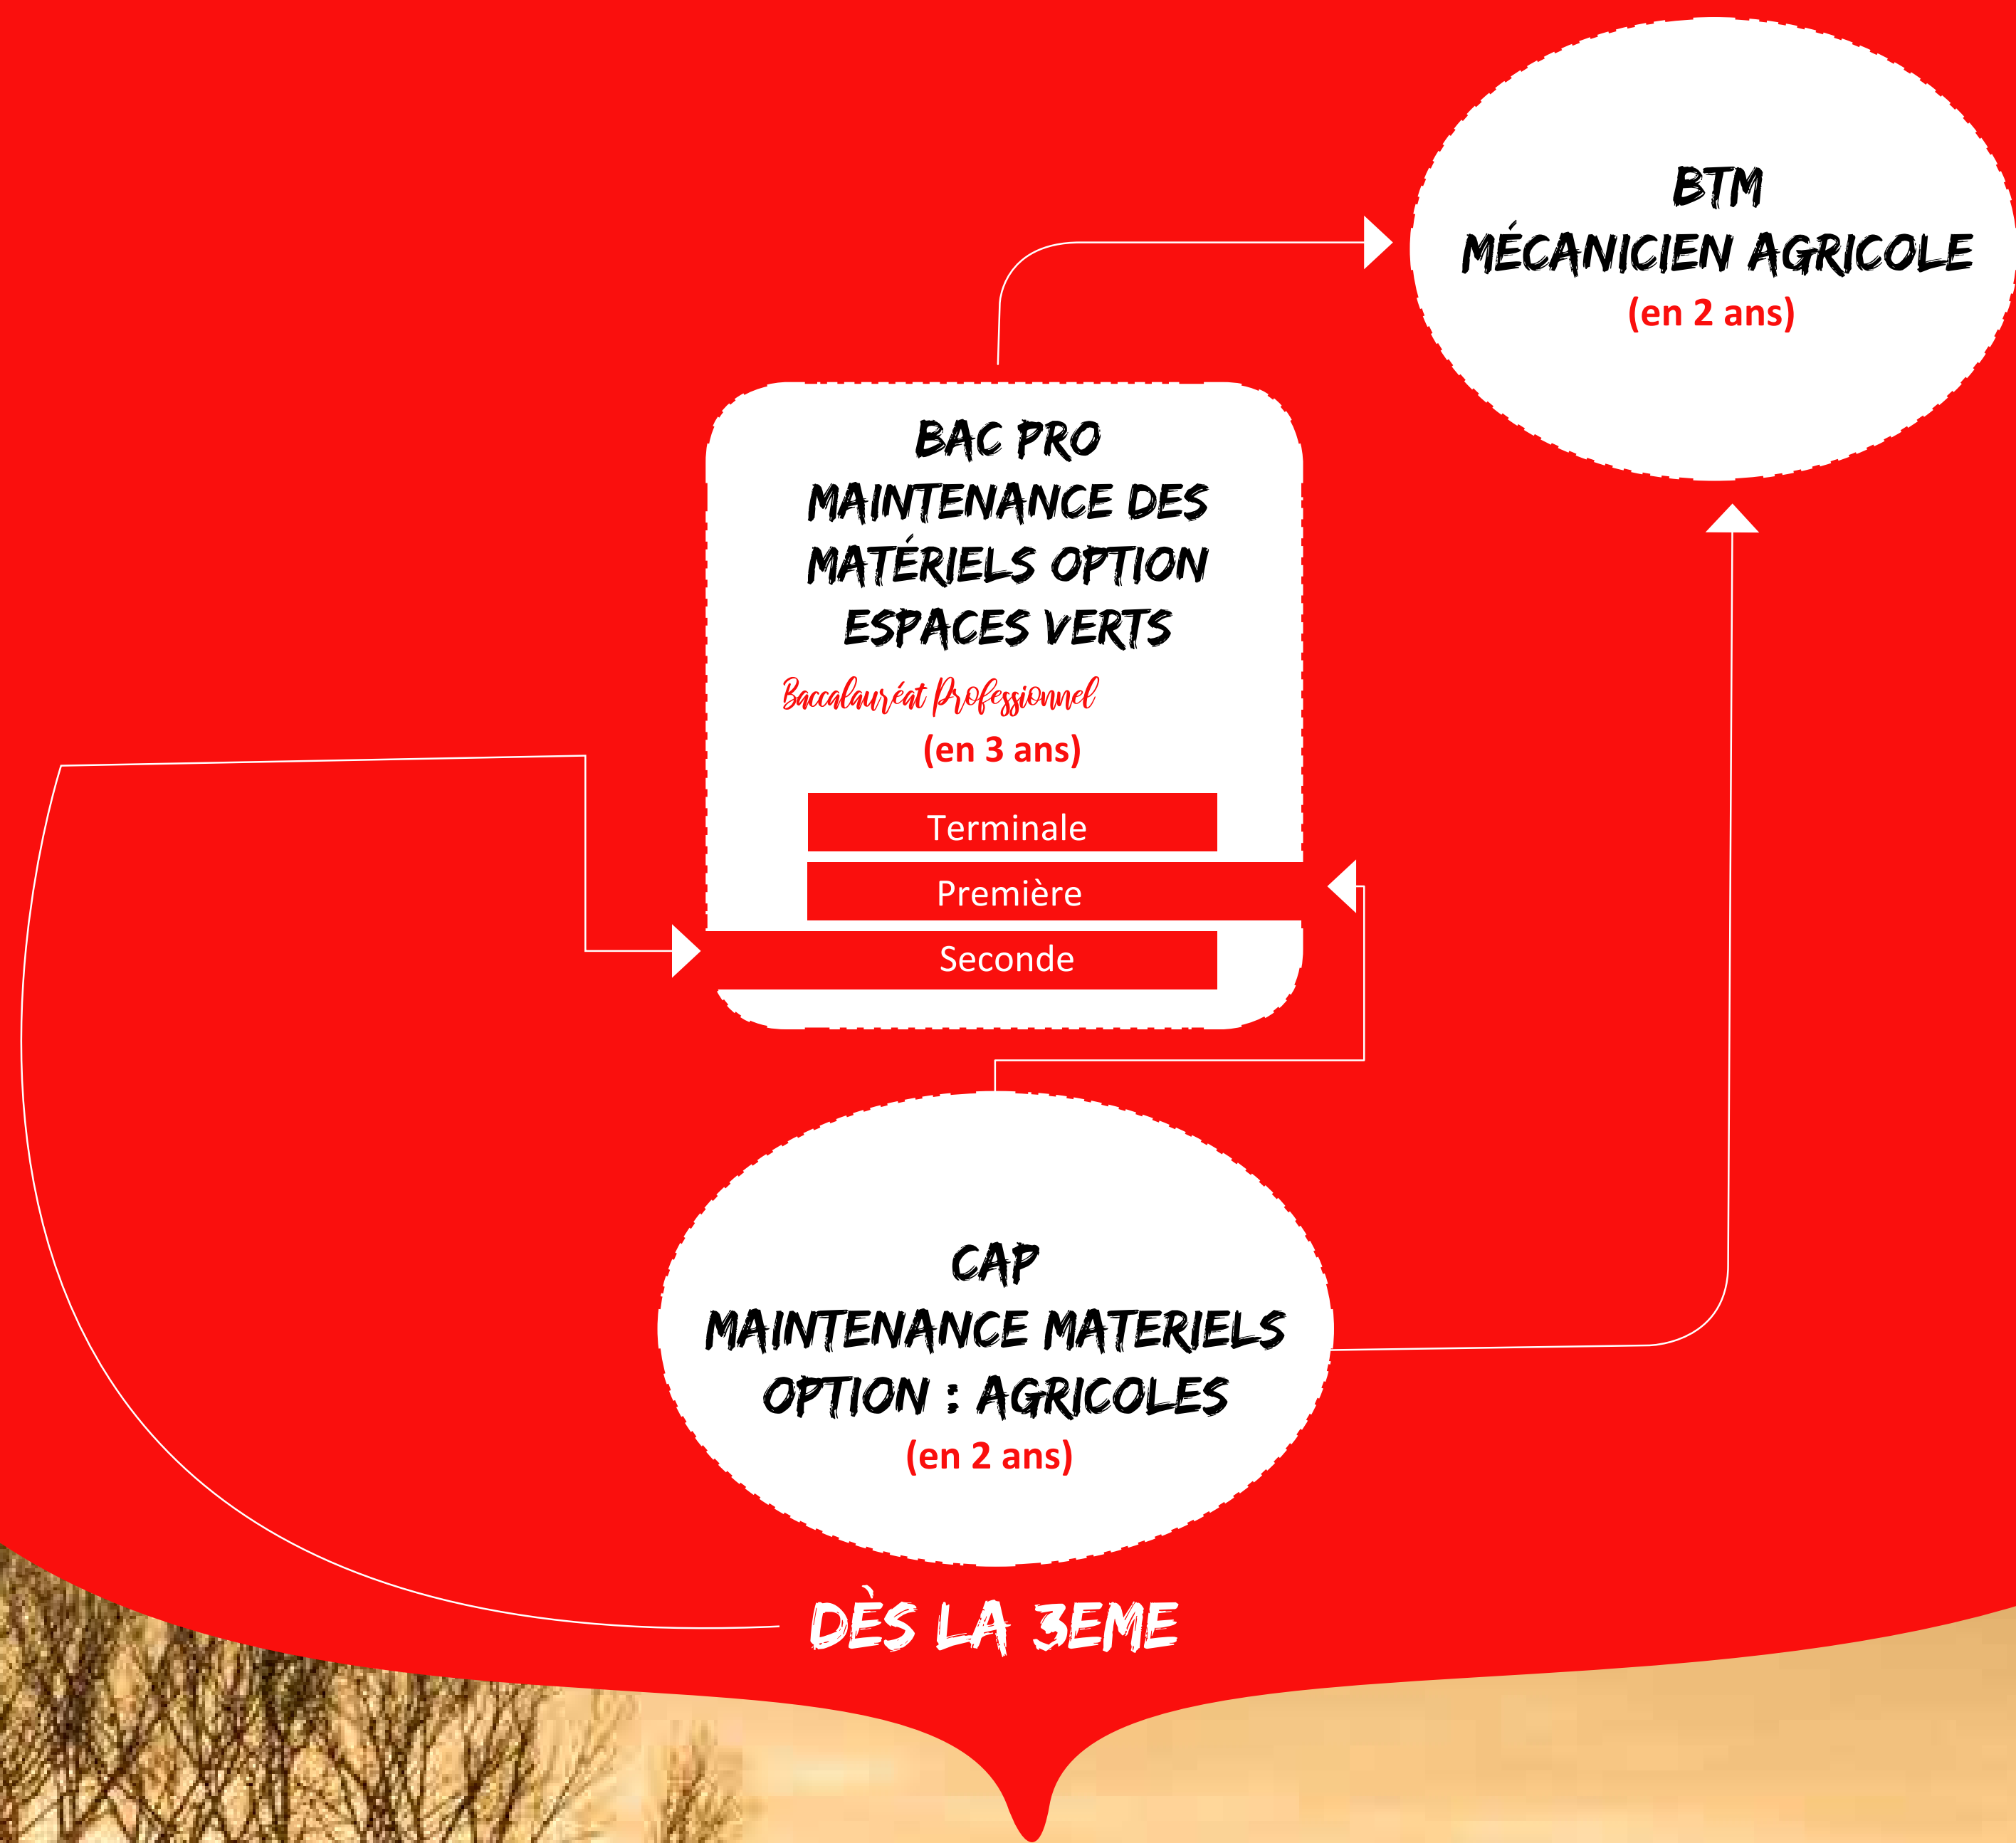 BTM
MÉCANICIEN AGRICOLE
(en 2 ans)
BAC PRO
MAINTENANCE DES
MATÉRIELS OPTION
ESPACES VERTS
Baccalauréat Professionnel
(en 3 ans)
Terminale
Première
Seconde
CAP
MAINTENANCE MATERIELS
OPTION : AGRICOLES
(en 2 ans)
DÈS LA 3EME